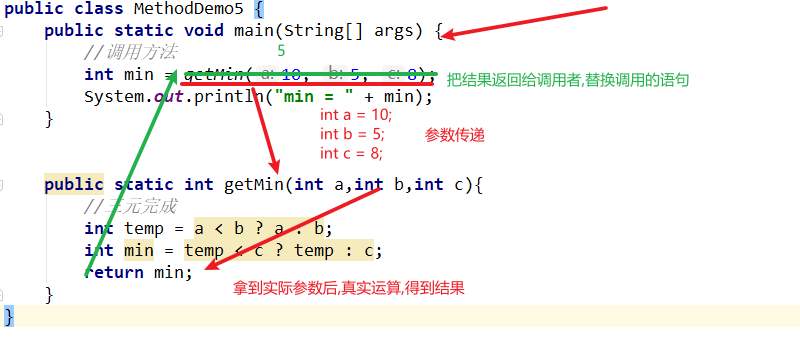 public class MethodDemo5 {
public static void main(String[] args) {
//调用方法
5
int min = getMin( a: 10, b: 5, c: 8);
把结果返回给调用者,替换调用的语句
System.out.println("min = " + min);
}
int a = 10;
int b = 5;
int c = 8;
参数传递
public static int getMin(int a,int b,int c){
//三元完成
int temp = a < b ? a : b;
int min = temp < c ? temp : c;
return min;
拿到实际参数后,真实运算,得到结果
}
}